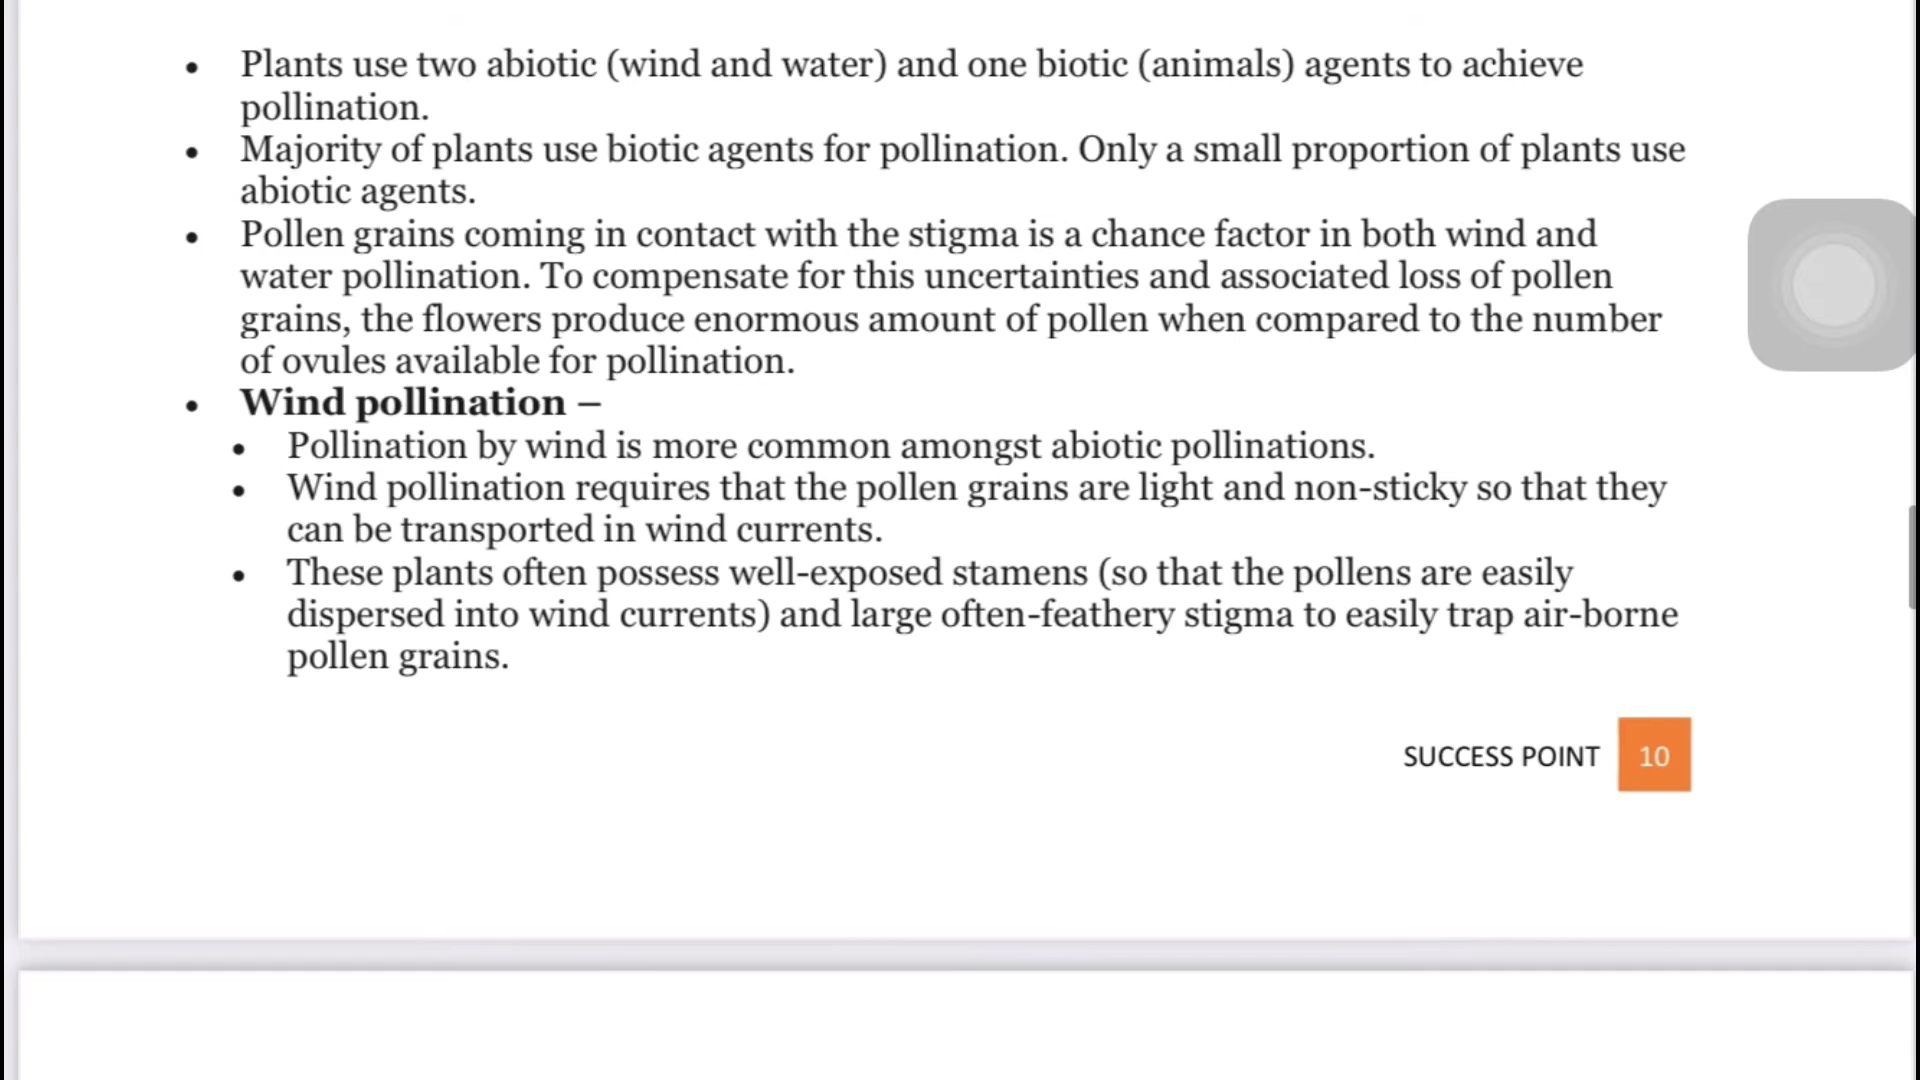 • Plants use two abiotic (wind and water) and one biotic (animals) agents to achieve
pollination.
• Majority of plants use biotic agents for pollination. Only a small proportion of plants use
abiotic agents.
• Pollen grains coming in contact with the stigma is a chance factor in both wind and
water pollination. To compensate for this uncertainties and associated loss of pollen
grains, the flowers produce enormous amount of pollen when compared to the number
of ovules available for pollination.
• Wind pollination –
• Pollination by wind is more common amongst abiotic pollinations.
• Wind pollination requires that the pollen grains are light and non-sticky so that they
can be transported in wind currents.
• These plants often possess well-exposed stamens (so that the pollens are easily
dispersed into wind currents) and large often-feathery stigma to easily trap air-borne
pollen grains.
SUCCESS POINT 10